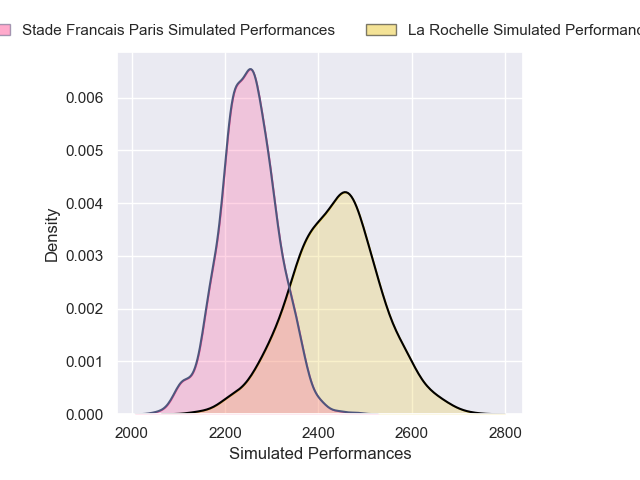 Stade Francais Paris Simulated Performances
La Rochelle Simulated
0.006
0.005
0.004
0.003
0.002
0.001
0.000
Density
2000 2200 2400 2600 2800
Simulated Performances